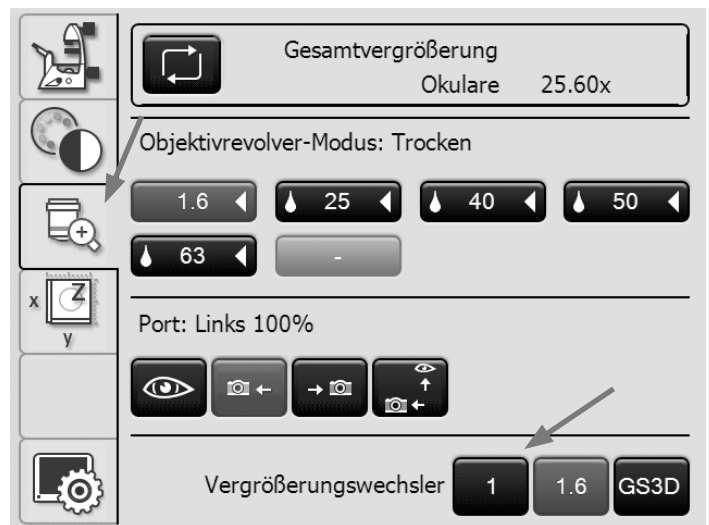 Gesamtvergrößerung
Okulare 25.60x
Objektivrevolver-Modus: Trocken
1.6 25 40 50
63 -
x Z
y
Port: Links 100%
Vergrößerungswechsler 1 1.6 GS3D